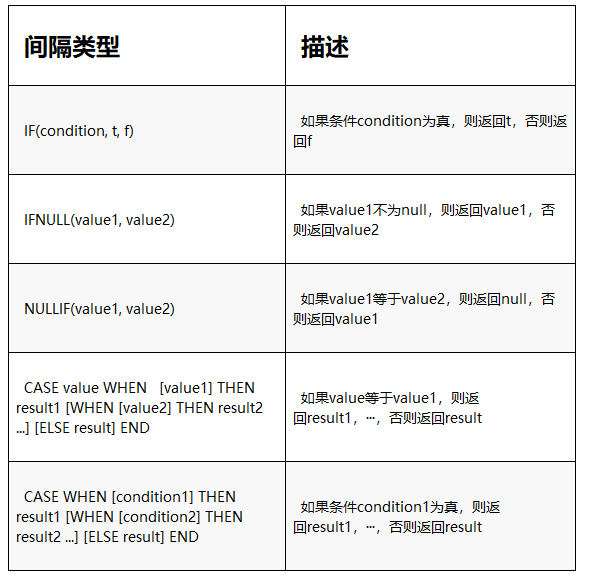 间隔类型
描述
IF(condition, t, f)
如果条件condition为真，则返回t，否则返
回f
IFNULL(value1, value2)
如果value1不为null，则返回value1，否
则返回value2
NULLIF(value1, value2)
如果value1等于value2，则返回null，否
则返回value1
CASE value WHEN [value1] THEN
result1 [WHEN [value2] THEN result2
...] [ELSE result] END
如果value等于value1，则返
回result1，···，否则返回result
CASE WHEN [condition1] THEN
result1 [WHEN [condition2] THEN
result2 ...] [ELSE result] END
如果条件condition1为真，则返
回result1，···，否则返回result